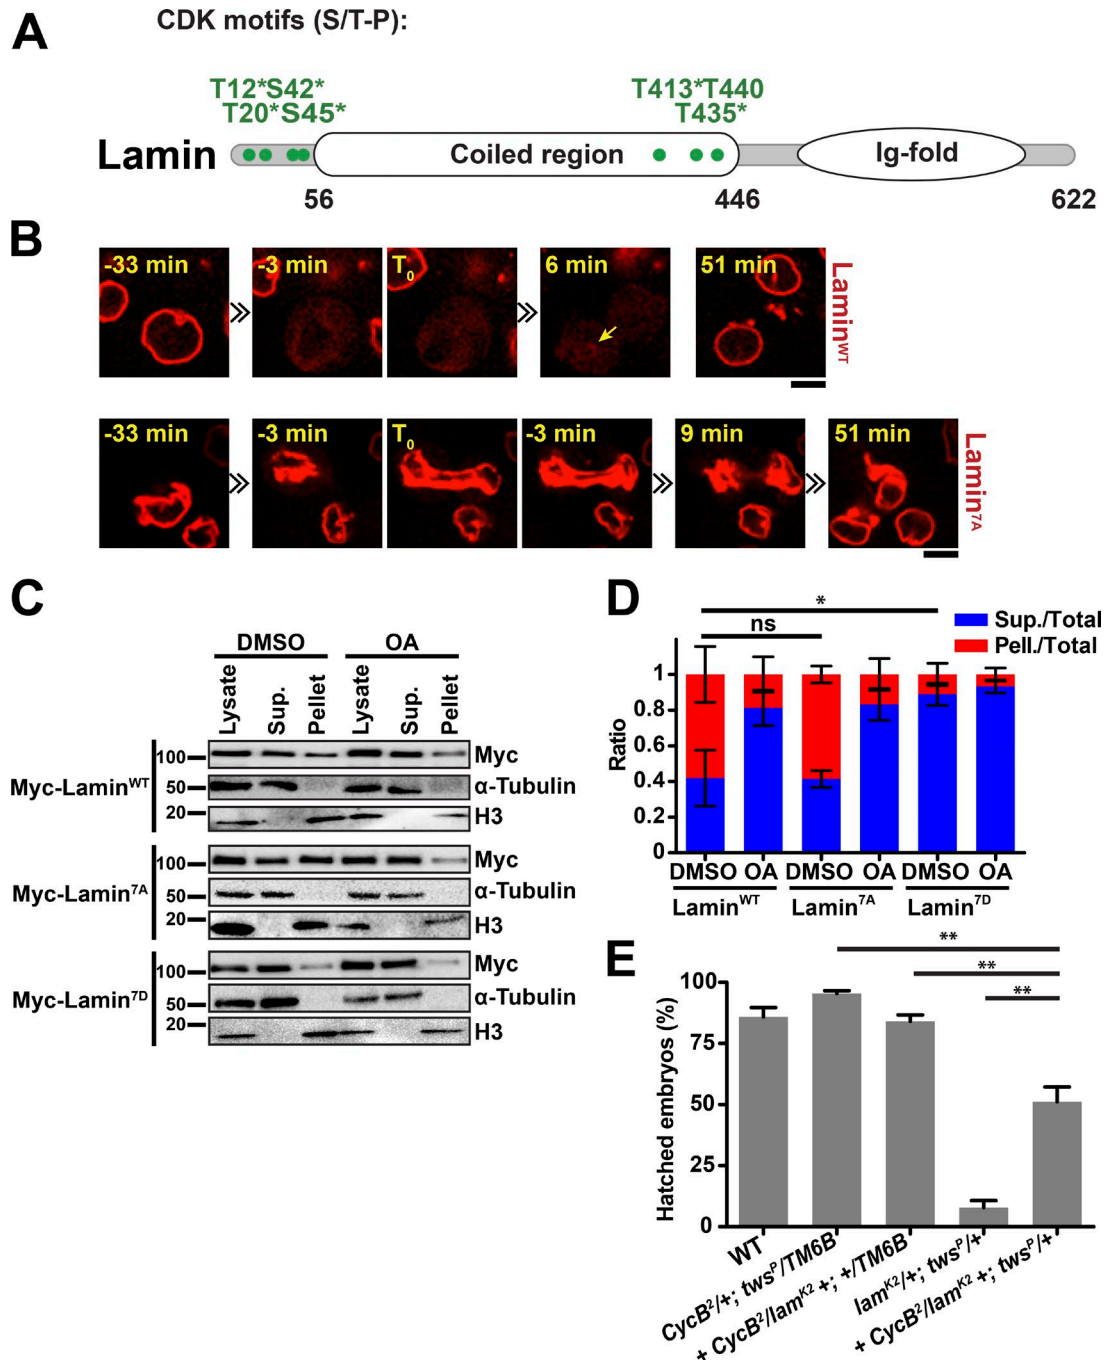 A
CDK motifs (S/T-P):
T12*S42*
T20*S45*
T413*T440
T435*
Lamin
Coiled region
Ig-fold
56
446
622
B
-33 min
-3 min
T0
6 min
51 min
LaminWT
-33 min
-3 min
T0
-3 min
9 min
51 min
Lamin7A
C
DMSO
OA
Lysate
Sup.
Pellet
Lysate
Sup.
Pellet
Myc-LaminWT
100
Myc
50
α-Tubulin
20
H3
Myc-Lamin7A
100
Myc
50
α-Tubulin
20
H3
Myc-Lamin7D
100
Myc
50
α-Tubulin
20
H3
D
*
ns
Sup./Total
Pell./Total
Ratio
1
0.8
0.6
0.4
0.2
0
DMSO OA DMSO OA DMSO OA
LaminWT
Lamin7A
Lamin7D
E
**
**
**
Hatched embryos (%)
100
75
50
25
0
WT
CycB2/+; twsP/TM6B
+ CycB2/lamK2 +; +/TM6B
lamK2/+; twsP/+
+ CycB2/lamK2 +; twsP/+